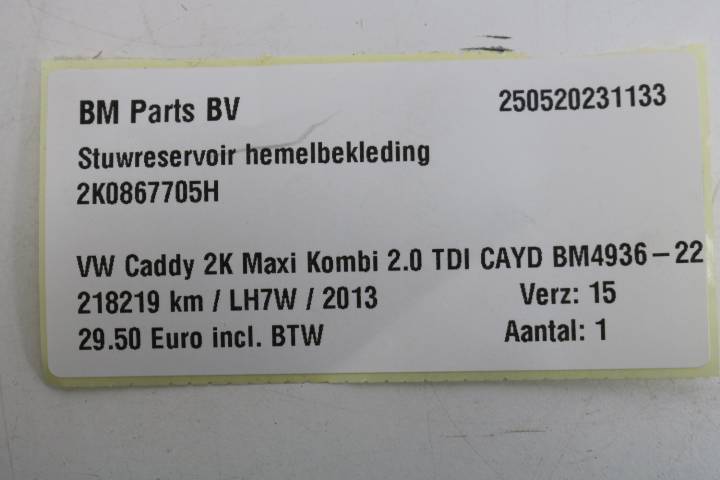 BM Parts BV 250520231133
Stuwreservoir hemelbekleding
2K0867705H
VW Caddy 2K Maxi Kombi 2.0 TDI CAYD BM4936-22
218219 km / LH7W / 2013 Verz: 15
29.50 Euro incl. BTW Aantal: 1